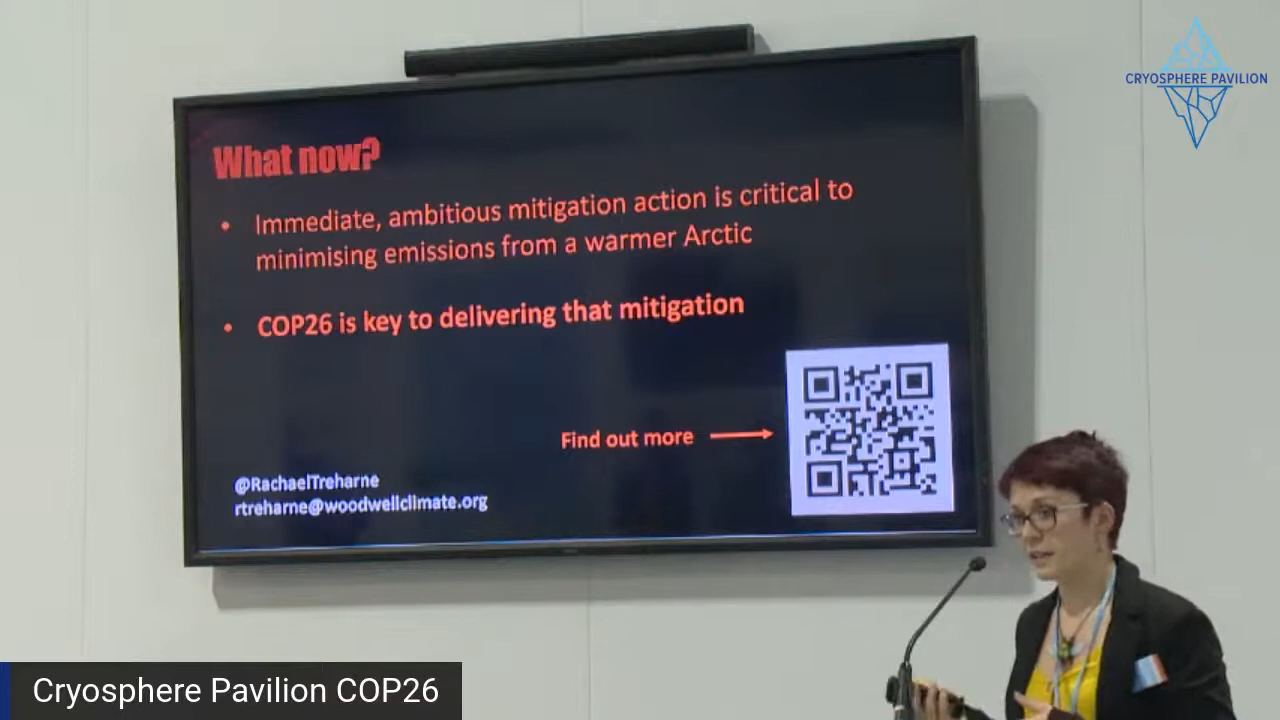 CRYOSPHERE PAVILION
What now?
• Immediate, ambitious mitigation action is critical to
minimising emissions from a warmer Arctic
• COP26 is key to delivering that mitigation
Find out more
@RachaelTreharne
rtreharne@woodwellclimate.org
Cryosphere Pavilion COP26